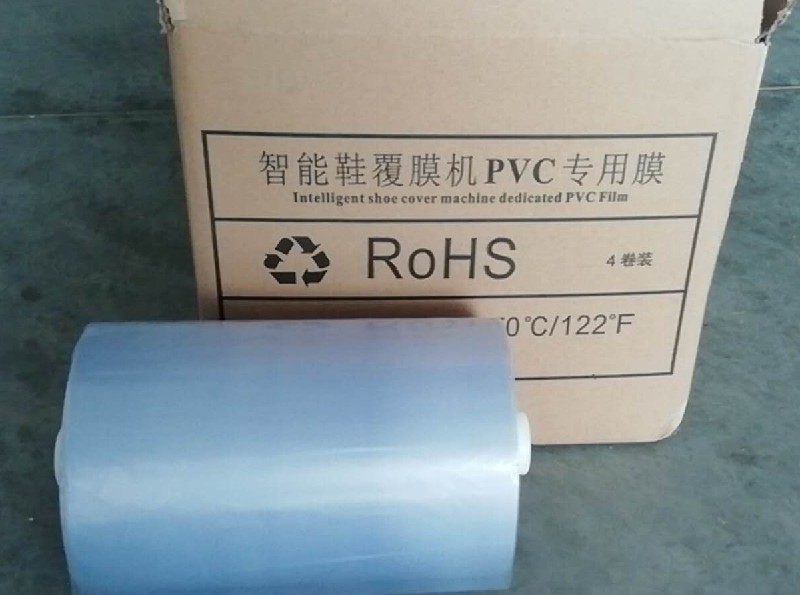 智能鞋覆膜机PVC专用膜
Intelligent shoe cover machine dedicated PVC Film
RoHS
4卷装
0℃/122℉